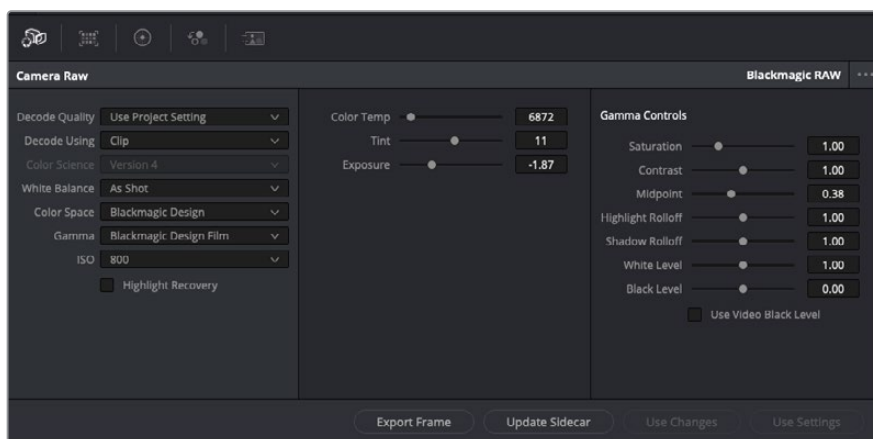 Camera Raw
Blackmagic RAW
Decode Quality Use Project Setting
Decode Using Clip
Color Science Version 4
White Balance As Shot
Color Space Blackmagic Design
Gamma Blackmagic Design Film
ISO 800
Highlight Recovery
Color Temp 6872
Tint 11
Exposure -1.87
Gamma Controls
Saturation 1.00
Contrast 1.00
Midpoint 0.38
Highlight Rolloff 1.00
Shadow Rolloff 1.00
White Level 1.00
Black Level 0.00
Use Video Black Level
Export Frame
Update Sidecar
Use Changes
Use Settings